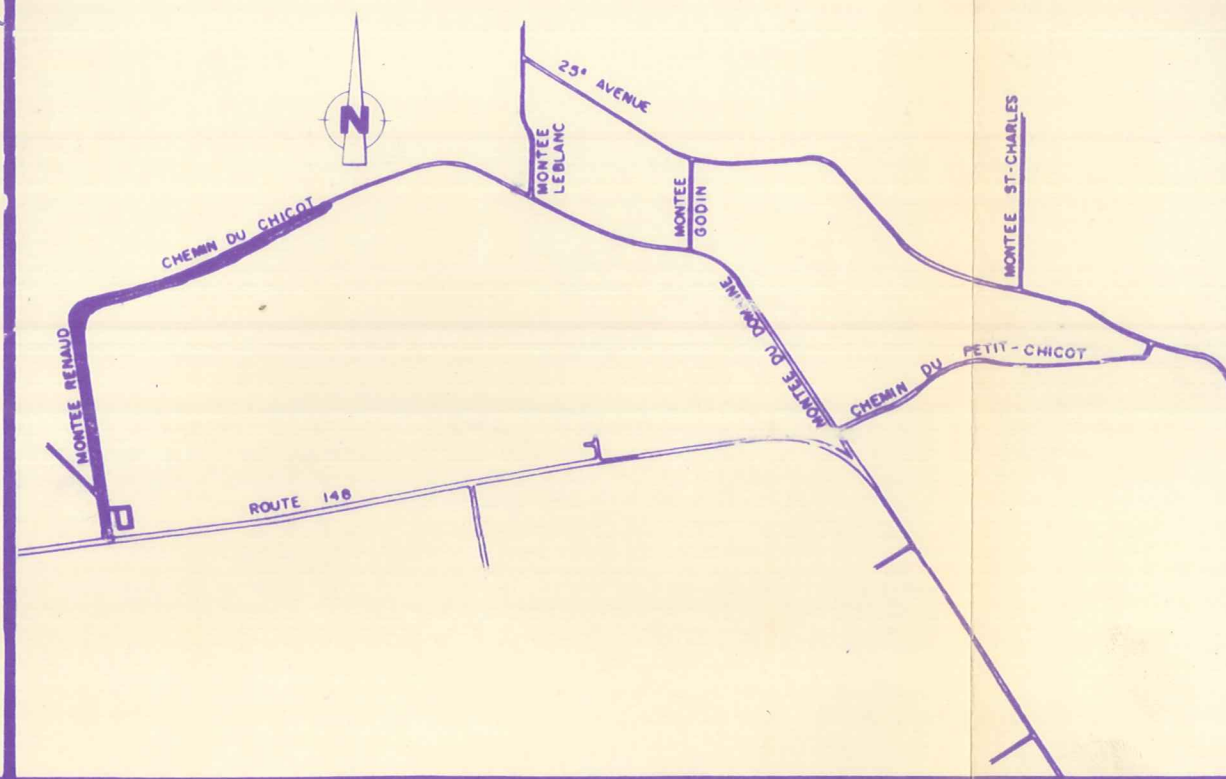 25e AVENUE
N
MONTEE
LEBLANC
MONTEE ST-CHARLES
MONTEE
GODIN
CHEMIN DU CHICOT
MONTEE DU DOMAINE
MONTEE RENAUD
CHEMIN DU PETIT-CHICOT
ROUTE 148